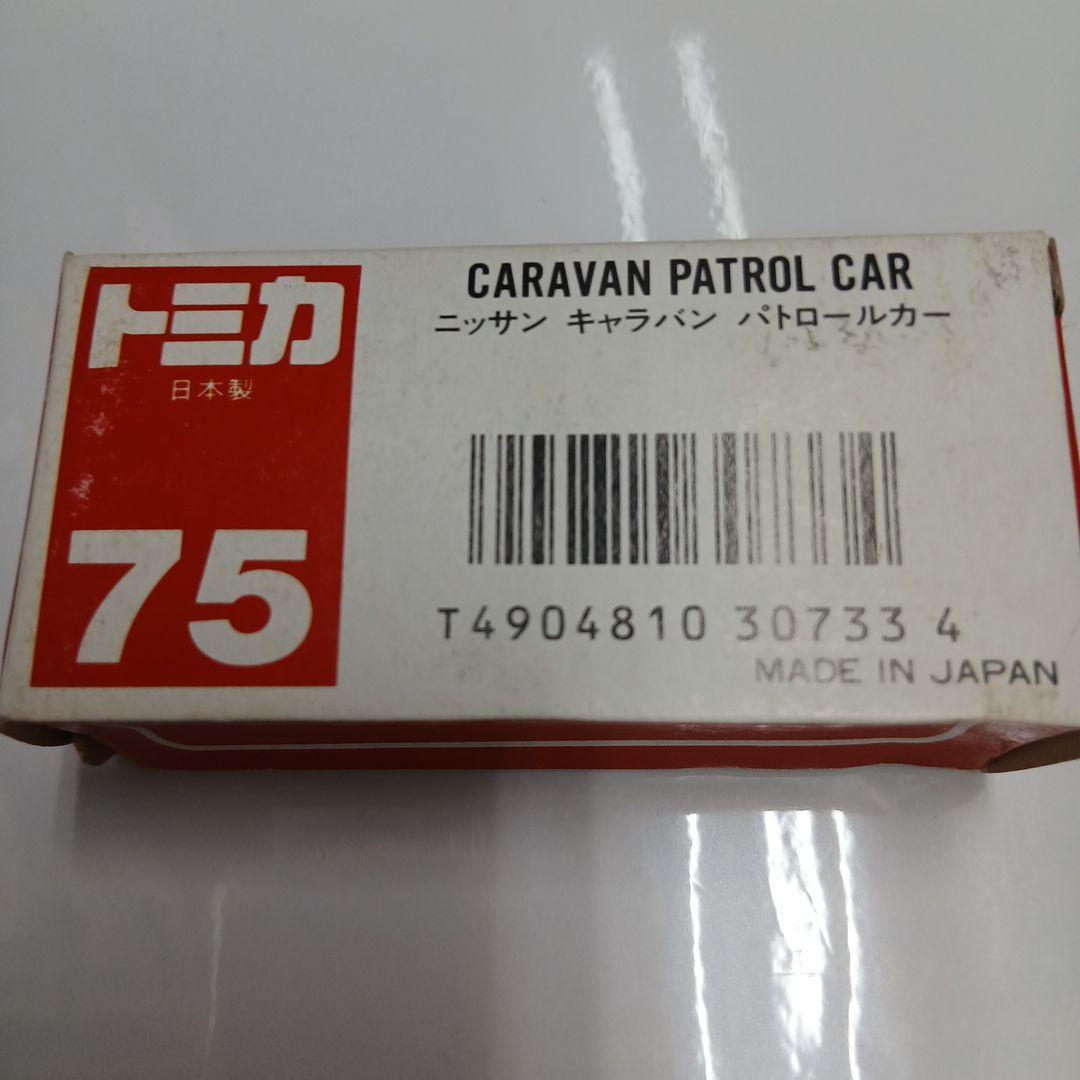 トミカ
日本製
75
CARAVAN PATROL CAR
ニッサン キャラバン パトロールカー
T4904810 30733 4
MADE IN JAPAN